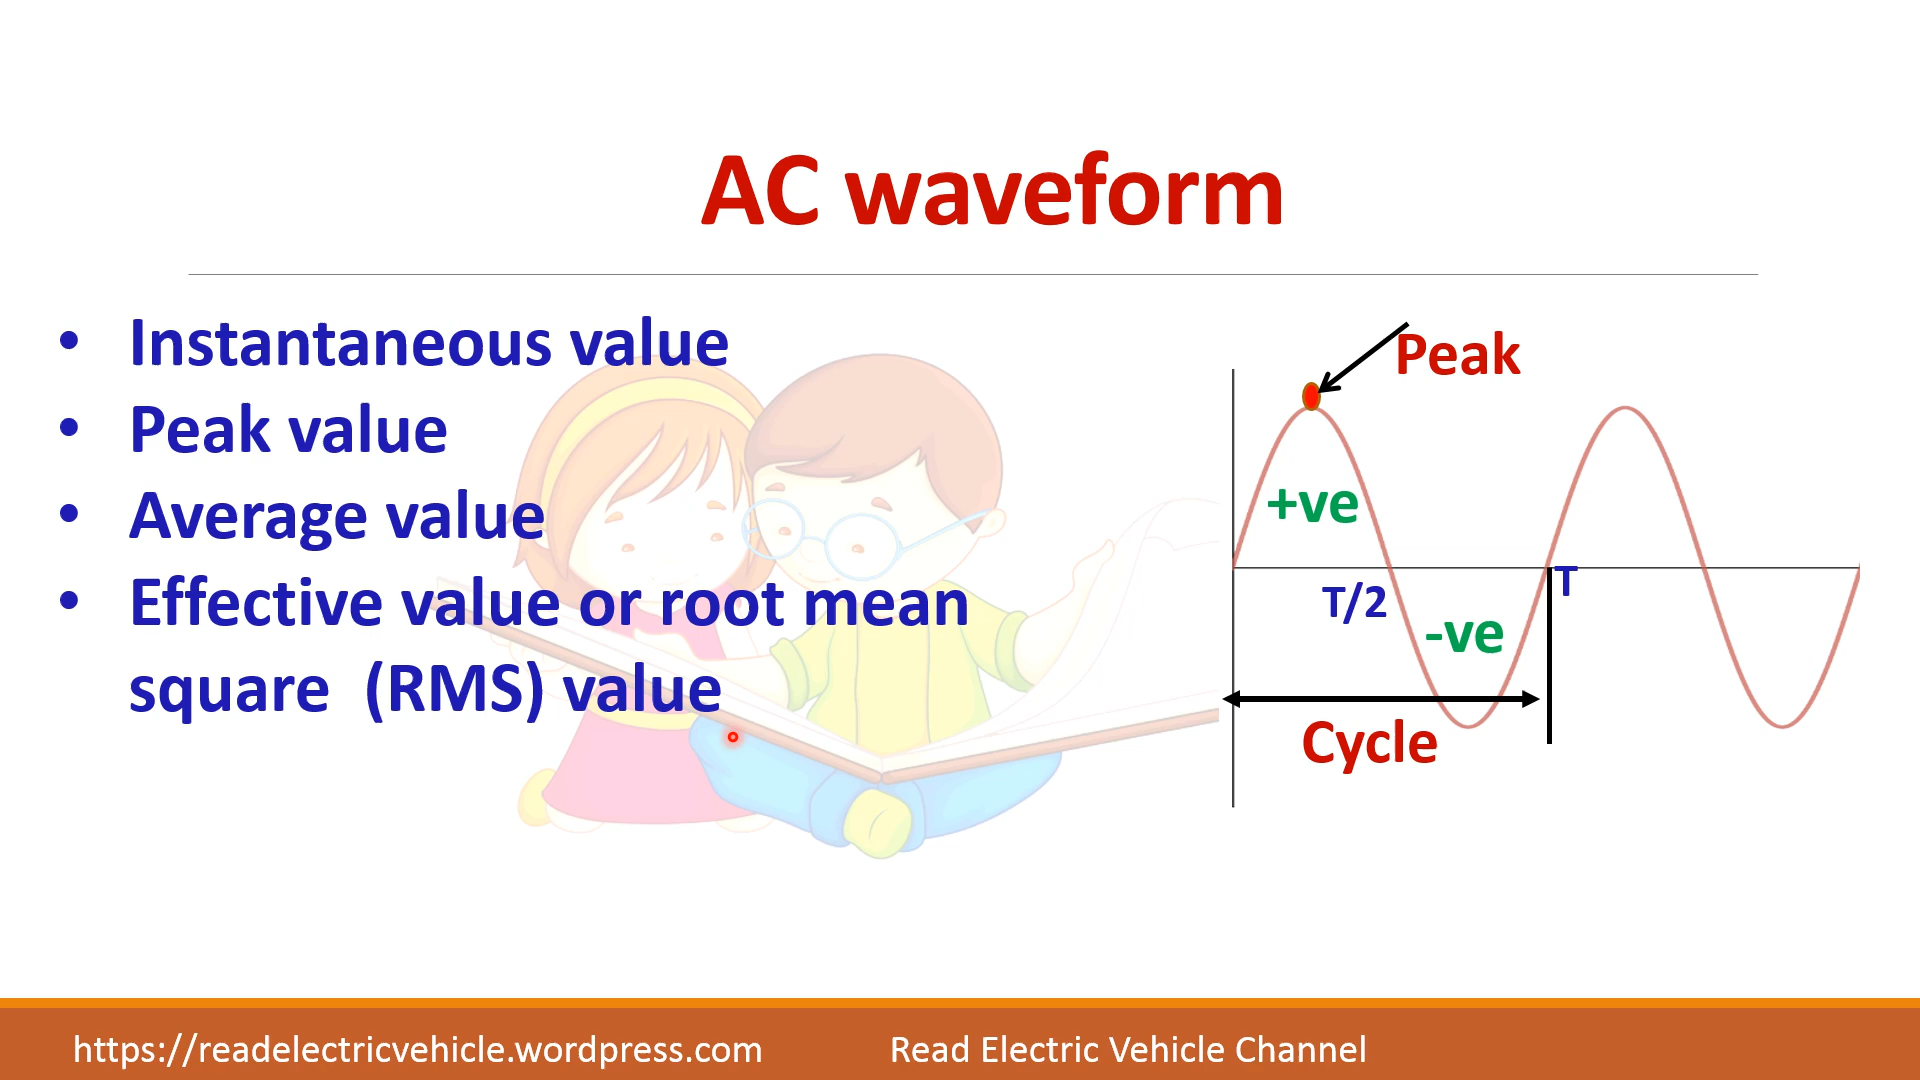 AC waveform
• Instantaneous value
• Peak value
• Average value
• Effective value or root mean
square (RMS) value
Peak
+ve
T/2
T
-ve
Cycle
https://readelectricvehicle.wordpress.com
Read Electric Vehicle Channel